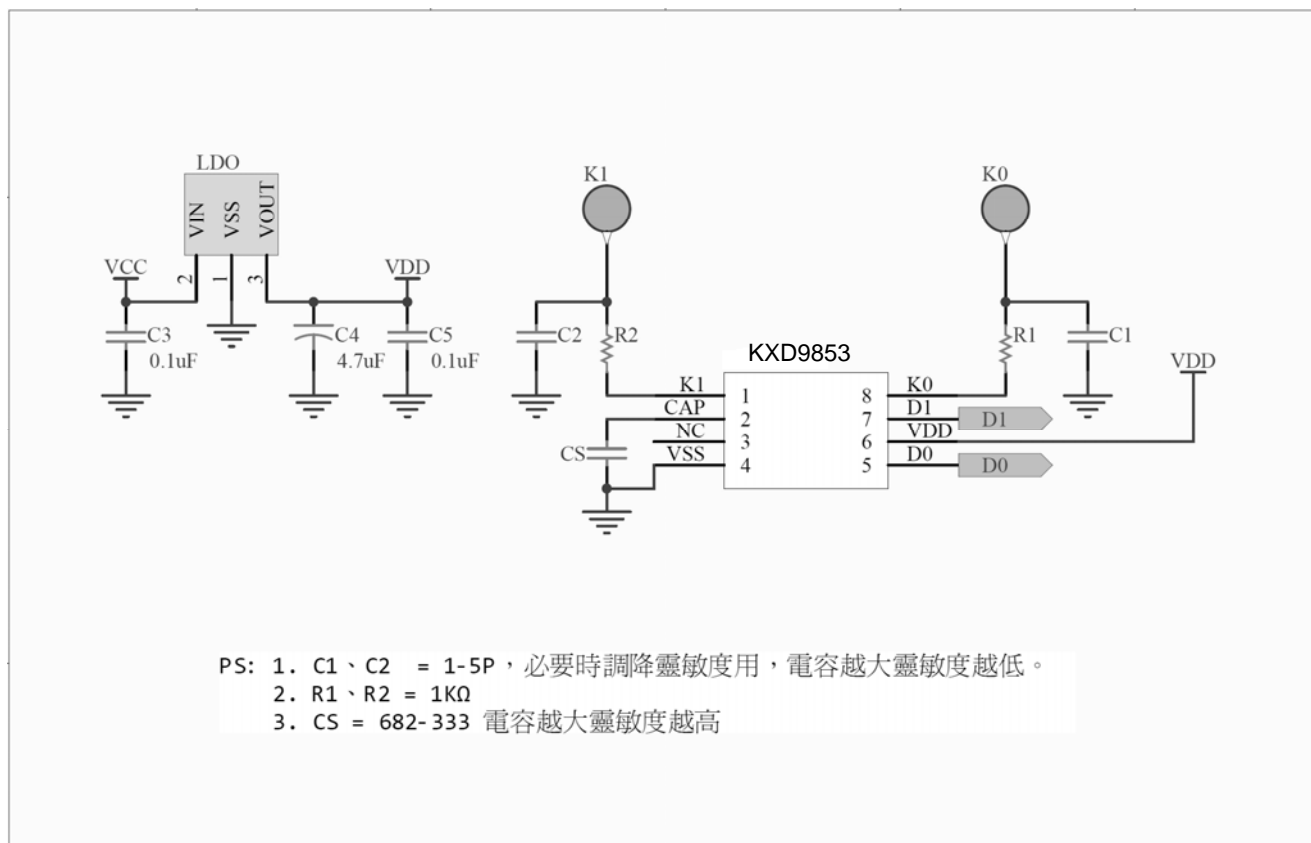 LDO
VIN
VSS
VOUT
2
1
3
VCC
VDD
C3
0.1uF
C4
4.7uF
C5
0.1uF
K1
C2
R2
K0
R1
C1
VDD
KXD9853
K1 1 8 K0
CAP 2 7 D1 D1
NC 3 6 VDD
VSS 4 5 D0 D0
CS
PS: 1. C1、C2 = 1-5P，必要時調降靈敏度用，電容越大靈敏度越低。
2. R1、R2 = 1KΩ
3. CS = 682-333 電容越大靈敏度越高